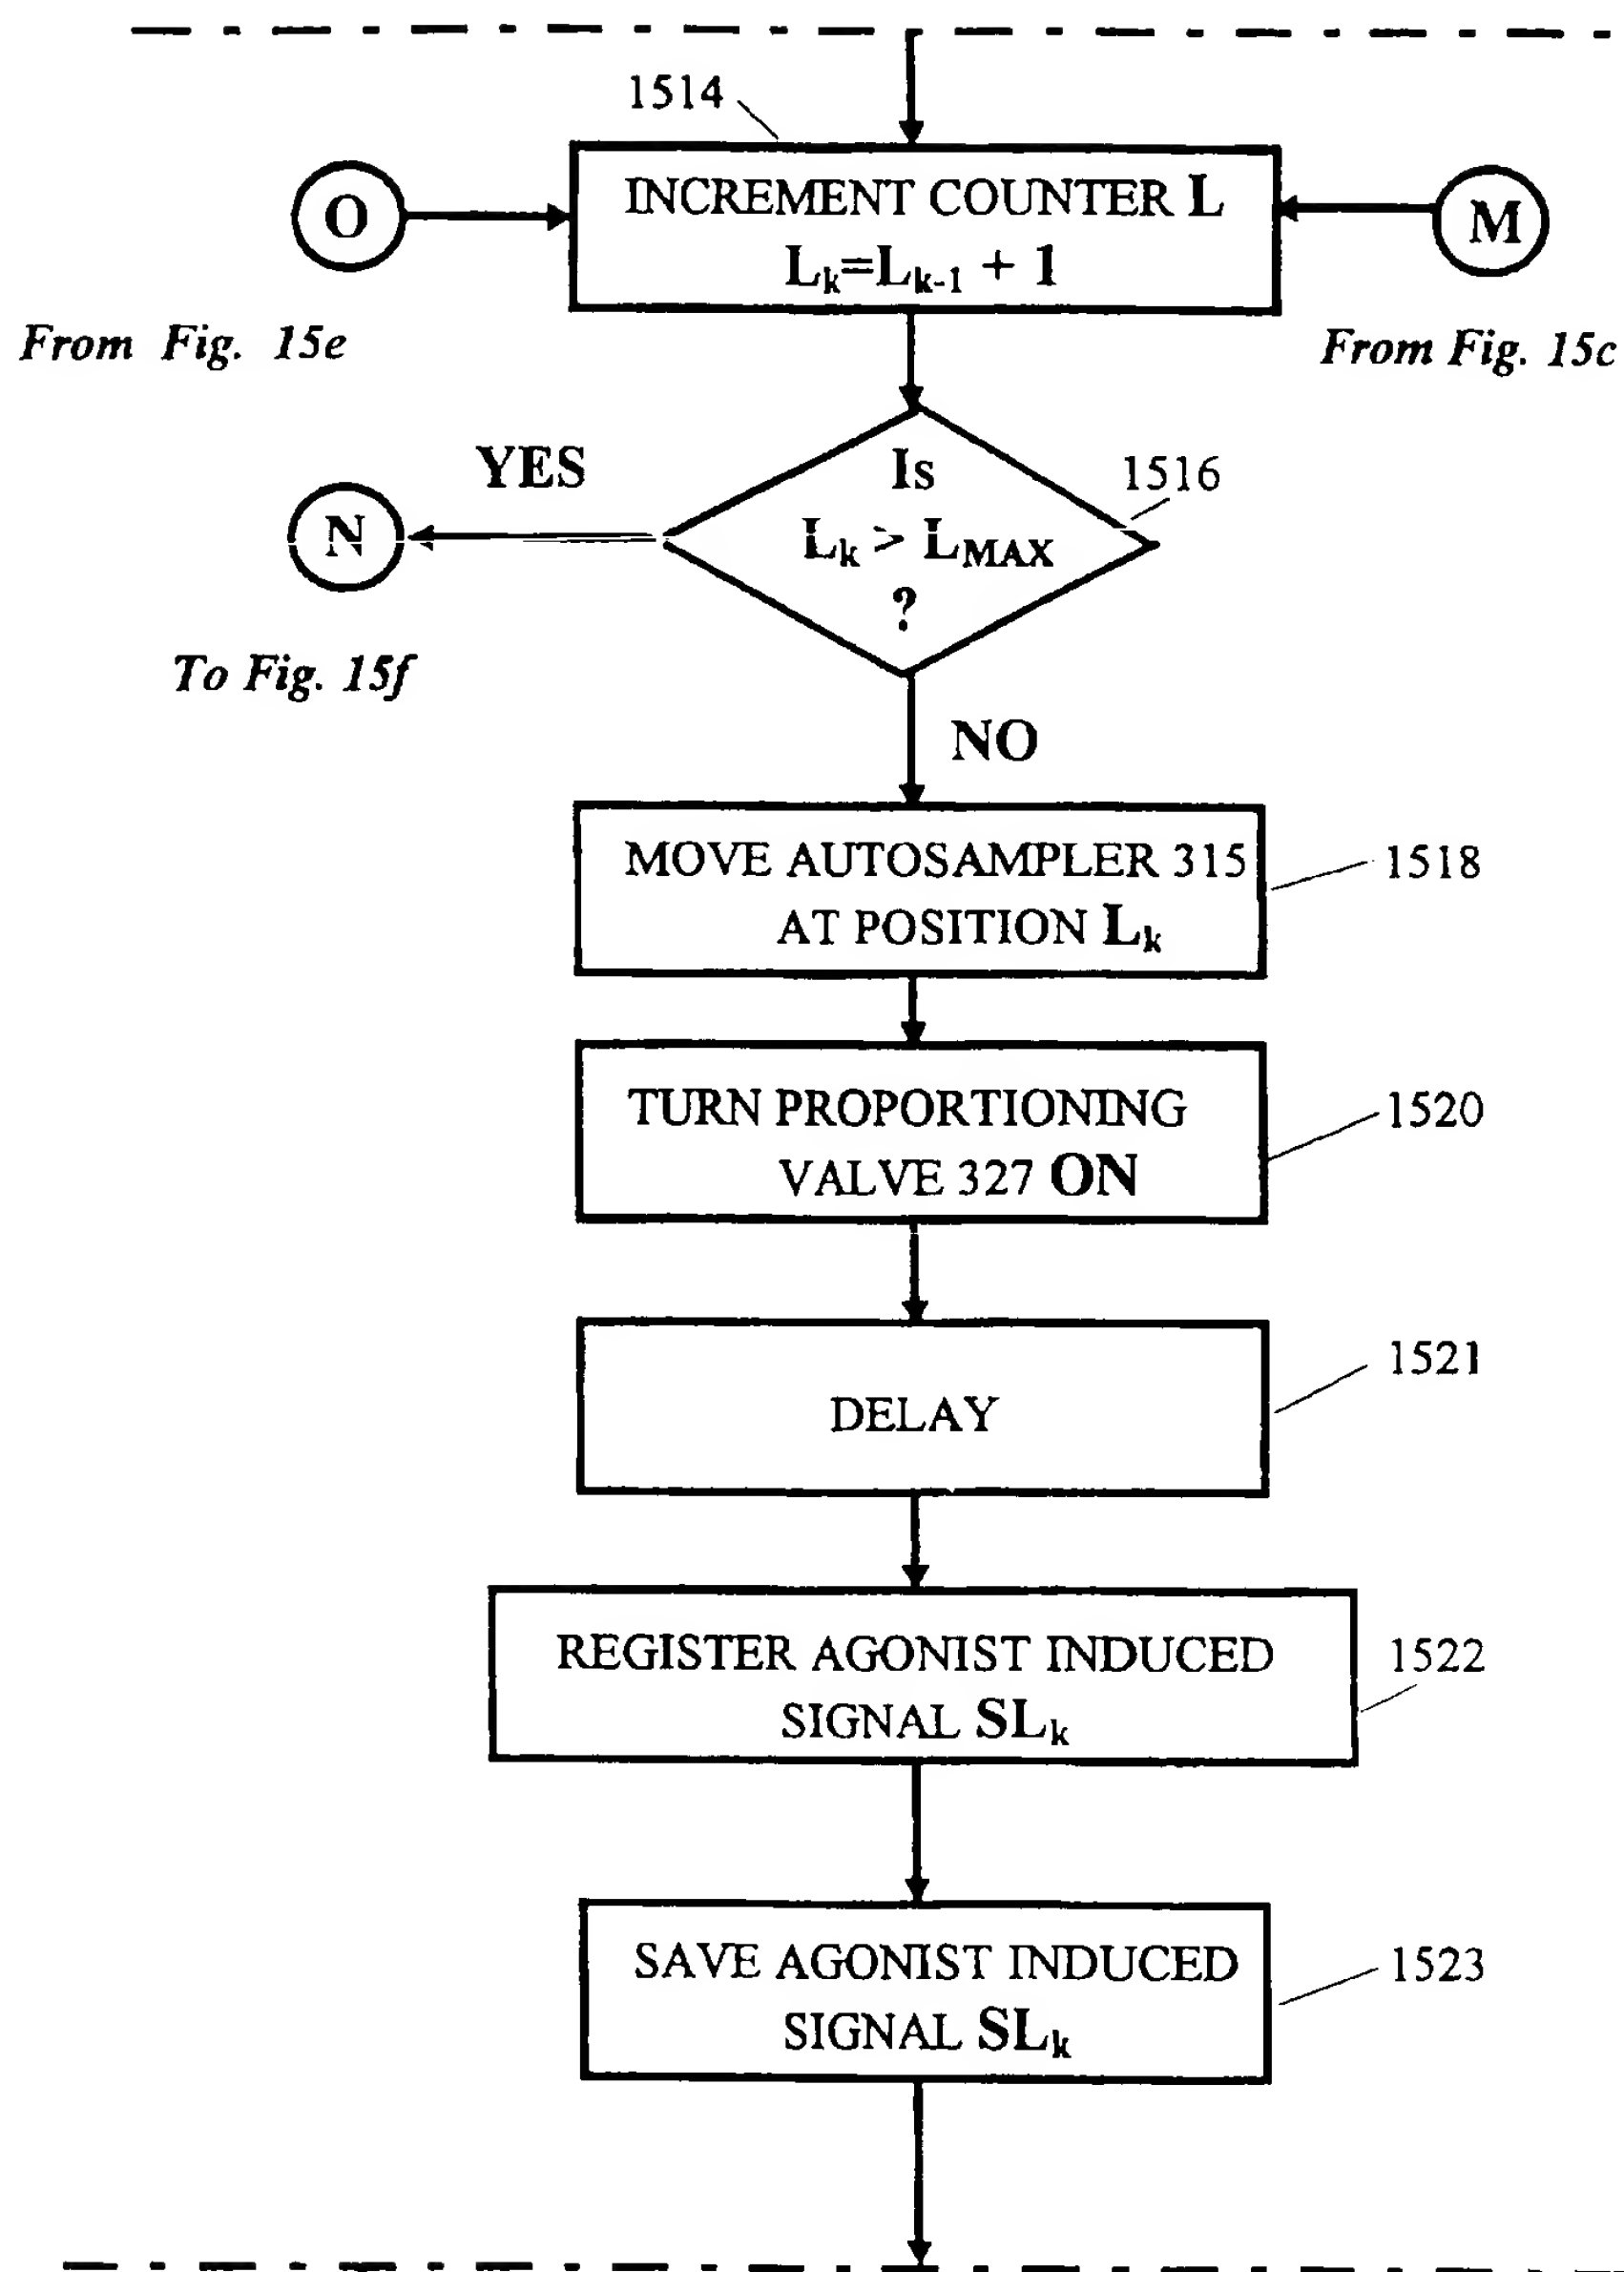 1514
O
INCREMENT COUNTER L
Lk=Lk-1 + 1
M
From Fig. 15e
From Fig. 15c
YES
Is
1516
N
Lk > LMAX
?
To Fig. 15f
NO
MOVE AUTOSAMPLER 315
1518
AT POSITION Lk
TURN PROPORTIONING
1520
VALVE 327 ON
1521
DELAY
REGISTER AGONIST INDUCED
1522
SIGNAL SLk
SAVE AGONIST INDUCED
1523
SIGNAL SLk